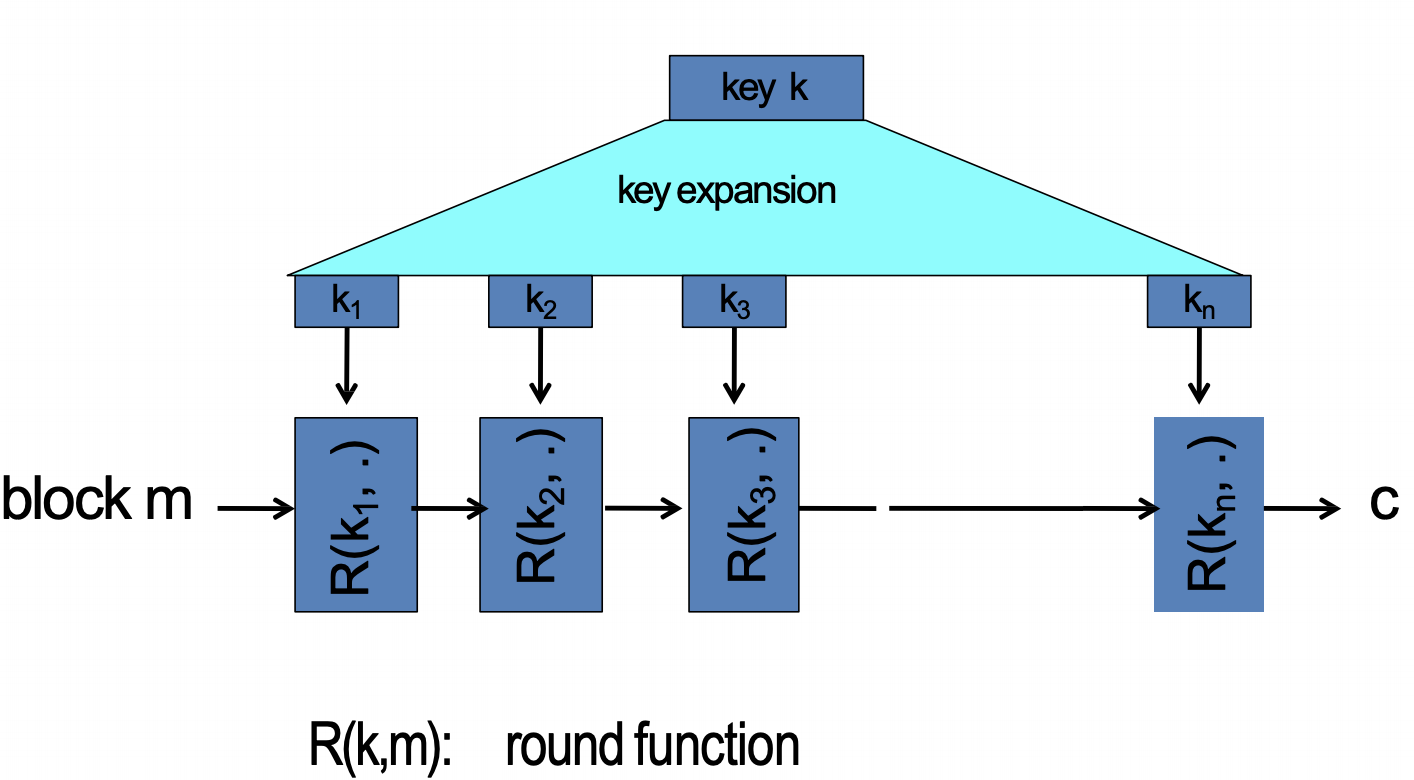 key k
key expansion
k₁ k₂ k₃ kₙ
block m R(k₁, .) R(k₂, .) R(k₃, .) R(kₙ, .) c
R(k,m): round function